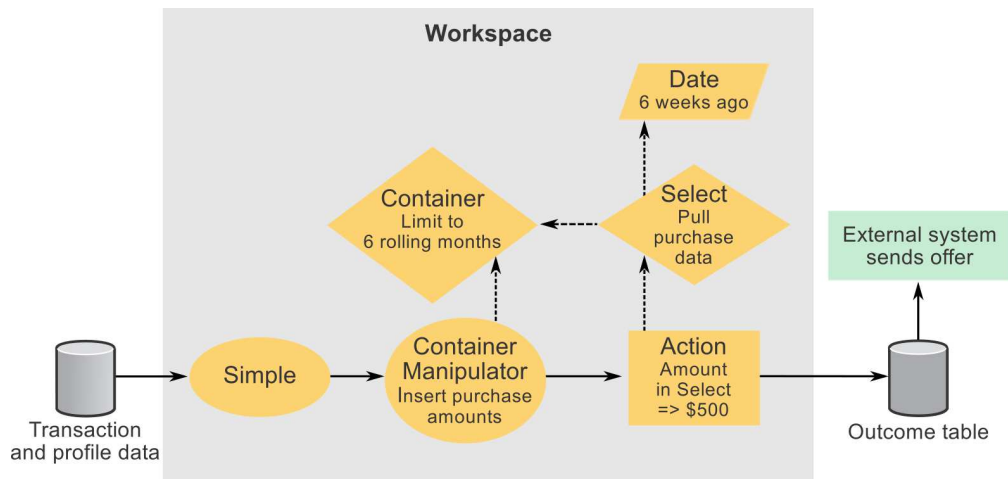 Workspace
Date
6 weeks ago
Container
Limit to
6 rolling months
Select
Pull
purchase
data
External system
sends offer
Simple
Container
Manipulator
Insert purchase
amounts
Action
Amount
in Select
=> $500
Transaction
and profile data
Outcome table